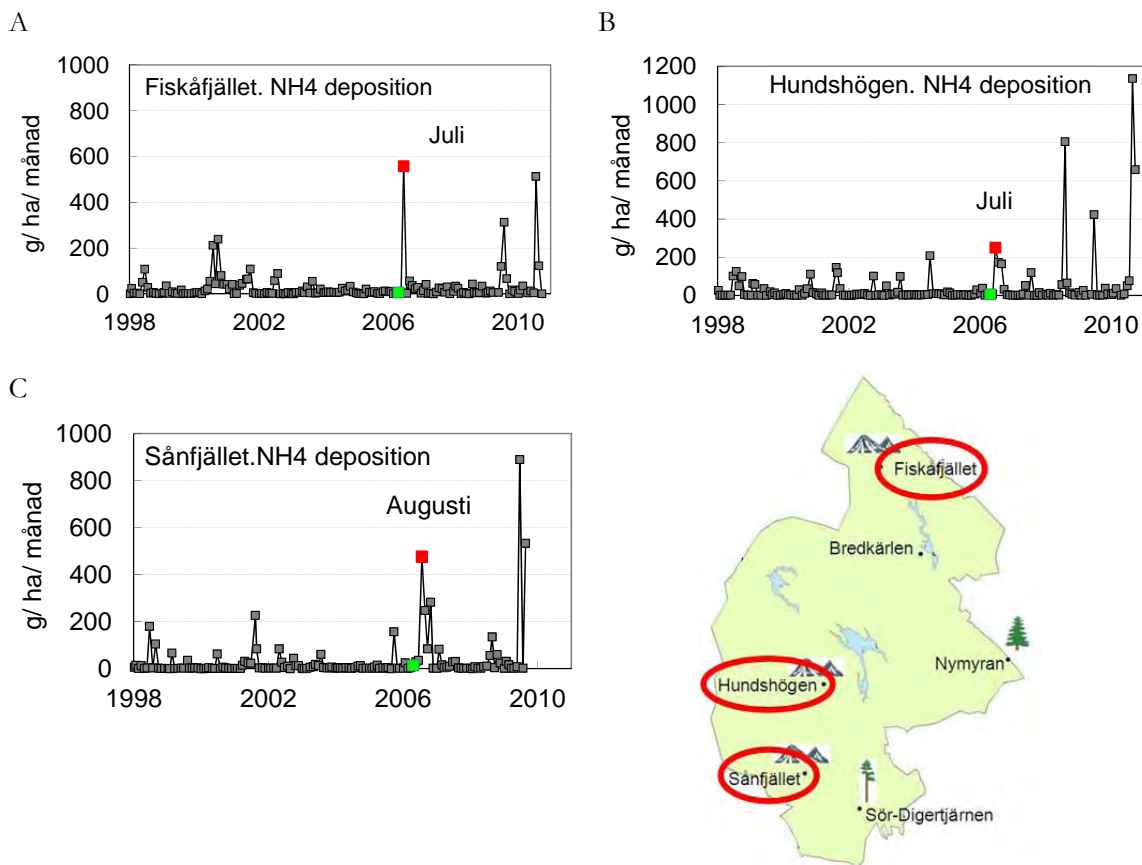 A
1000
800
600
400
200
0
g/ ha/ månad
Fiskåfjället. NH4 deposition
Juli
1998 2002 2006 2010
B
1200
1000
800
600
400
200
0
g/ ha/ månad
Hundshögen. NH4 deposition
Juli
1998 2002 2006 2010
C
1000
800
600
400
200
0
g/ ha/ månad
Sånfjället.NH4 deposition
Augusti
1998 2002 2006 2010
Fiskåfjället
Bredkärlen
Nymyran
Hundshögen
Sånfjället
Sör-Digertjärnen